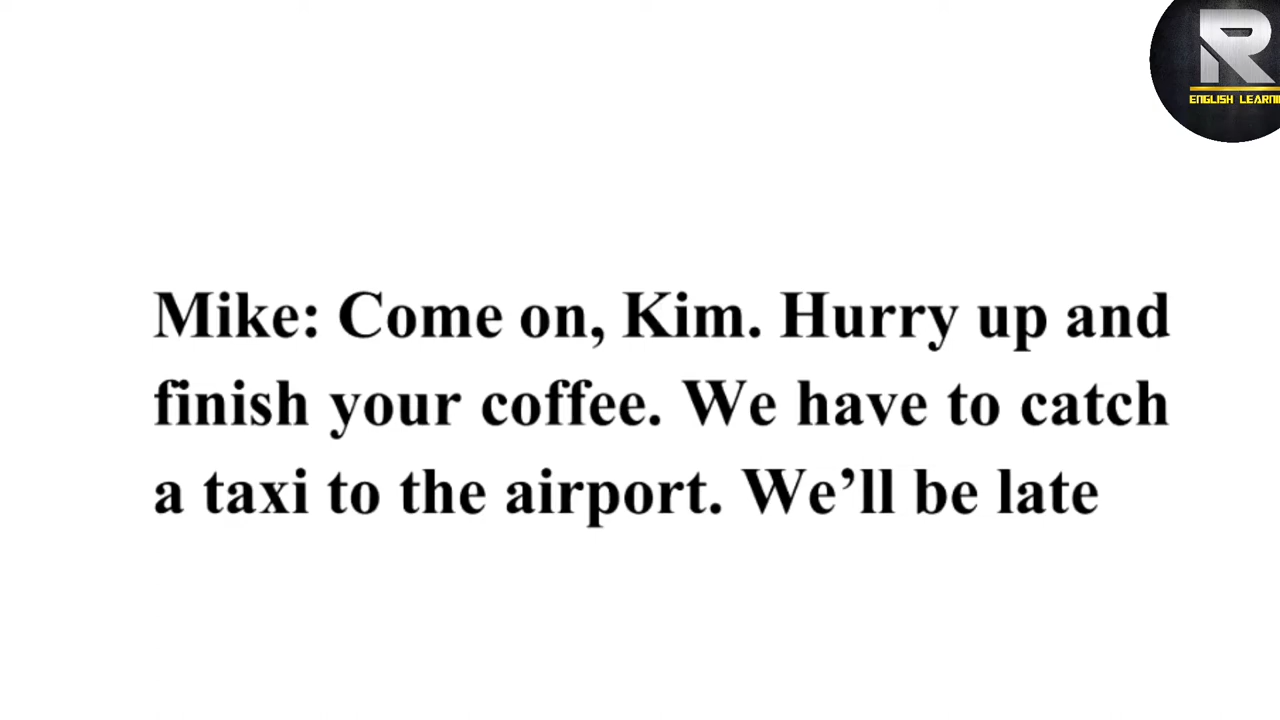 R
ENGLISH
Mike: Come on, Kim. Hurry up and
finish your coffee. We have to catch
a taxi to the airport. We’ll be late